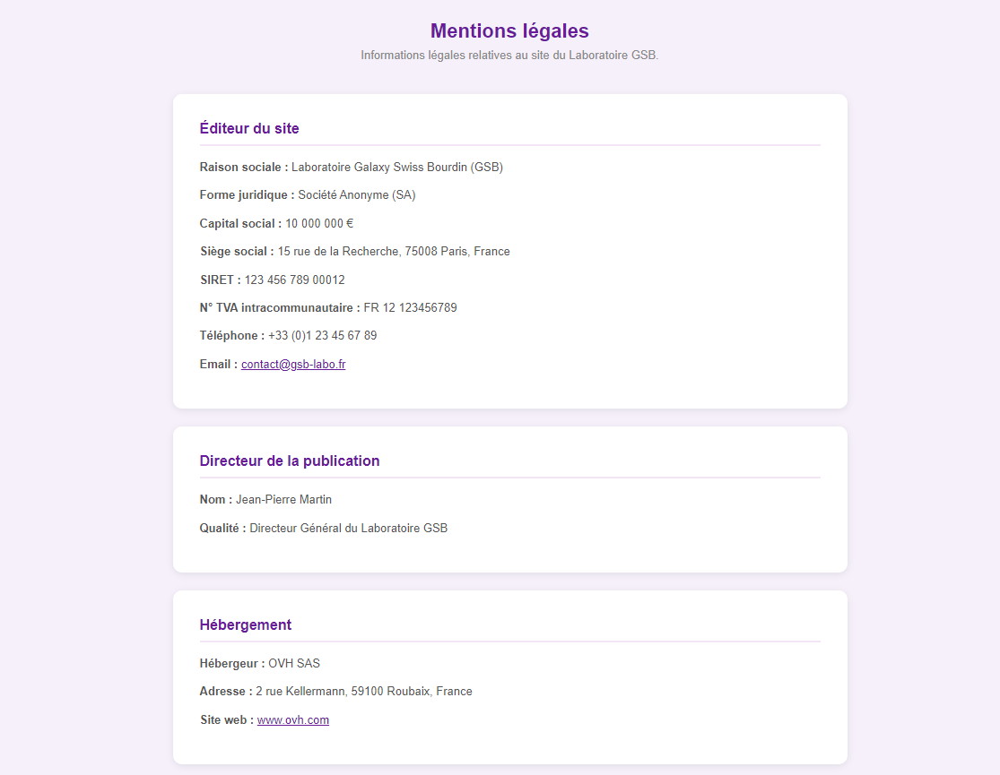 Mentions légales
Informations légales relatives au site du Laboratoire GSB.
Éditeur du site
Raison sociale : Laboratoire Galaxy Swiss Bourdin (GSB)
Forme juridique : Société Anonyme (SA)
Capital social : 10 000 000 €
Siège social : 15 rue de la Recherche, 75008 Paris, France
SIRET : 123 456 789 00012
N° TVA intracommunautaire : FR 12 123456789
Téléphone : +33 (0)1 23 45 67 89
Email : contact@gsb-labo.fr
Directeur de la publication
Nom : Jean-Pierre Martin
Qualité : Directeur Général du Laboratoire GSB
Hébergement
Hébergeur : OVH SAS
Adresse : 2 rue Kellermann, 59100 Roubaix, France
Site web : www.ovh.com